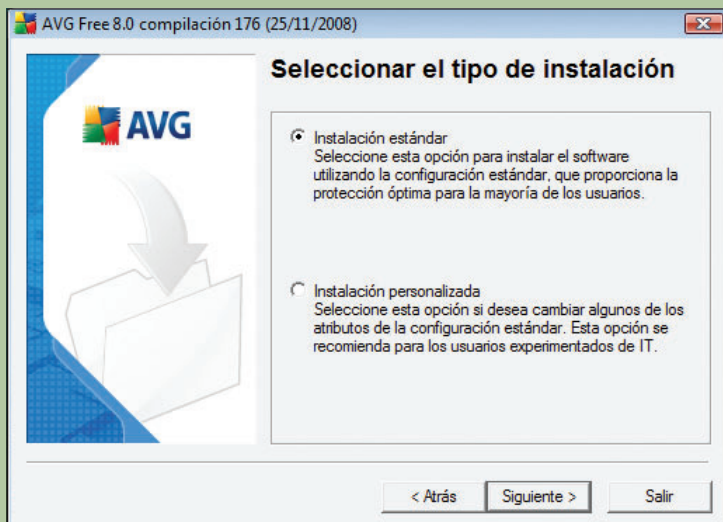 AVG Free 8.0 compilación 176 (25/11/2008)
AVG
Seleccionar el tipo de instalación
Instalación estándar
Seleccione esta opción para instalar el software
utilizando la configuración estándar, que proporciona la
protección óptima para la mayoría de los usuarios.
Instalación personalizada
Seleccione esta opción si desea cambiar algunos de los
atributos de la configuración estándar. Esta opción se
recomienda para los usuarios experimentados de IT.
< Atrás
Siguiente >
Salir